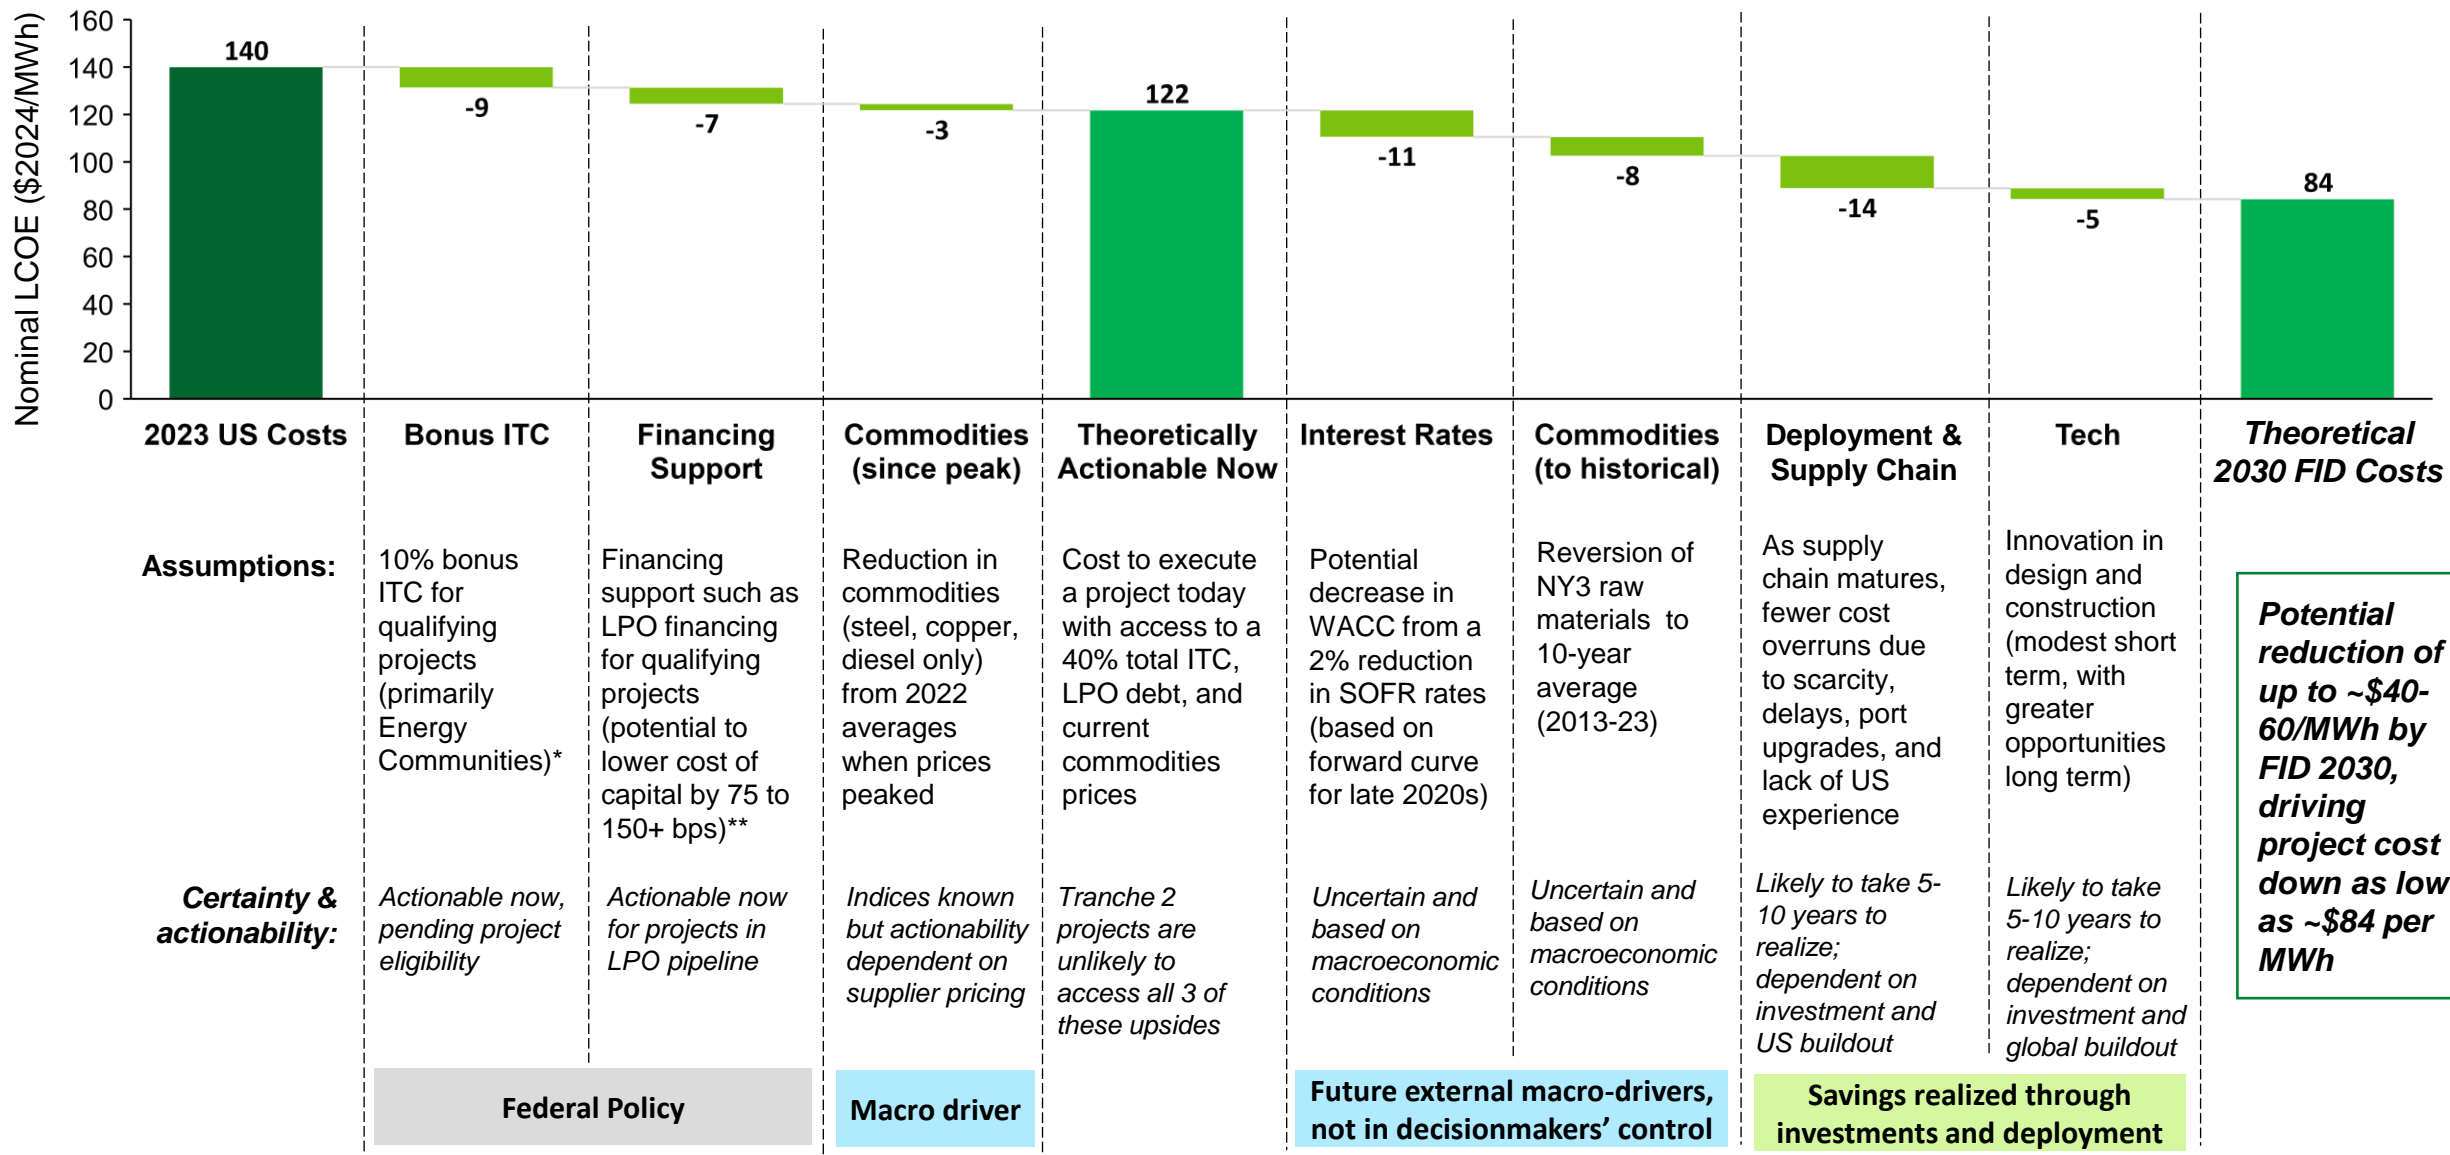 Nominal LCOE ($2024/MWh)
160
140
120
100
80
60
40
20
0
140
-9
-7
-3
122
-11
-8
-14
-5
84
2023 US Costs
Bonus ITC
Financing
Support
Commodities
(since peak)
Theoretically
Actionable Now
Interest Rates
Commodities
(to historical)
Deployment &
Supply Chain
Tech
Theoretical
2030 FID Costs
Assumptions:
10% bonus
ITC for
qualifying
projects
(primarily
Energy
Communities)*
Financing
support such as
LPO financing
for qualifying
projects
(potential to
lower cost of
capital by 75 to
150+ bps)**
Reduction in
commodities
(steel, copper,
diesel only)
from 2022
averages
when prices
peaked
Cost to execute
a project today
with access to a
40% total ITC,
LPO debt, and
current
commodities
prices
Potential
decrease in
WACC from a
2% reduction
in SOFR rates
(based on
forward curve
for late 2020s)
Reversion of
NY3 raw
materials  to
10-year
average
(2013-23)
As supply
chain matures,
fewer cost
overruns due
to scarcity,
delays, port
upgrades, and
lack of US
experience
Innovation in
design and
construction
(modest short
term, with
greater
opportunities
long term)
Potential
reduction of
up to ~$40-
60/MWh by
FID 2030,
driving
project cost
down as low
as ~$84 per
MWh
Certainty &
actionability:
Actionable now,
pending project
eligibility
Actionable now
for projects in
LPO pipeline
Indices known
but actionability
dependent on
supplier pricing
Tranche 2
projects are
unlikely to
access all 3 of
these upsides
Uncertain and
based on
macroeconomic
conditions
Uncertain and
based on
macroeconomic
conditions
Likely to take 5-
10 years to
realize;
dependent on
investment and
US buildout
Likely to take
5-10 years to
realize;
dependent on
investment and
global buildout
Federal Policy
Macro driver
Future external macro-drivers,
not in decisionmakers’ control
Savings realized through
investments and deployment